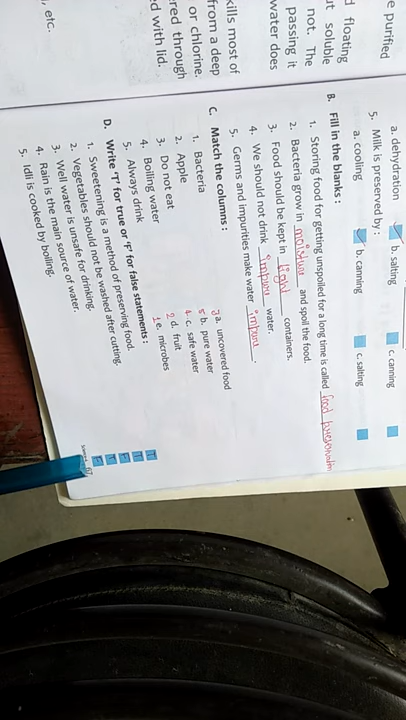 e purified
d floating
ut soluble
not. The
passing it
water does
kills most of
from a deep
or chlorine.
red through
ed with lid.
, etc.
a. dehydration b. salting c. canning
5. Milk is preserved by :
a. cooling b. canning c. salting
B. Fill in the blanks :
1. Storing food for getting unspoiled for a long time is called food preservation
2. Bacteria grow in moisture and spoil the food.
3. Food should be kept in tight containers.
4. We should not drink impure water.
5. Germs and impurities make water impure.
C. Match the columns :
1. Bacteria 3 a. uncovered food
2. Apple 5 b. pure water
3. Do not eat 4 c. safe water
4. Boiling water 2 d. fruit
5. Always drink 1 e. microbes
D. Write 'T' for true or 'F' for false statements :
1. Sweetening is a method of preserving food.
2. Vegetables should not be washed after cutting.
3. Well water is unsafe for drinking.
4. Rain is the main source of water.
5. Idli is cooked by boiling.